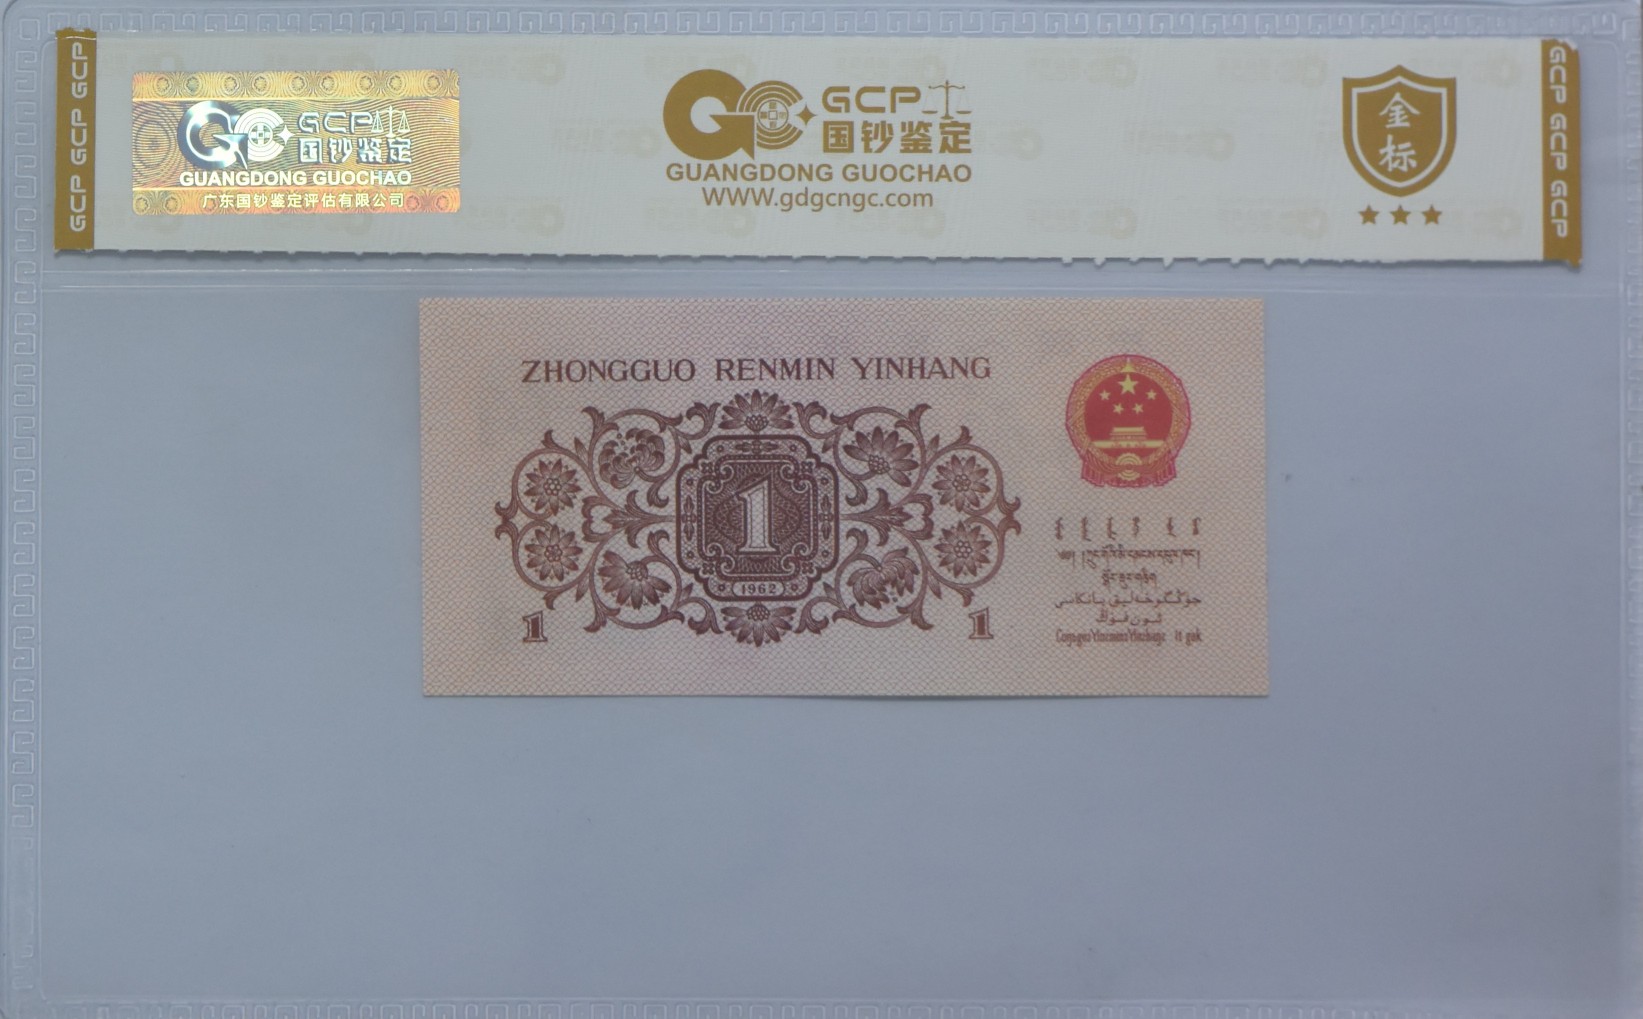 GCP GCP GCP
GCP
国钞鉴定
GUANGDONG GUOCHAO
广东国钞鉴定评估有限公司
GCP
国钞鉴定
GUANGDONG GUOCHAO
WWW.gdgcngc.com
金标
GCP GCP GCP
ZHONGGUO RENMIN YINHANG
1
1962
1
1